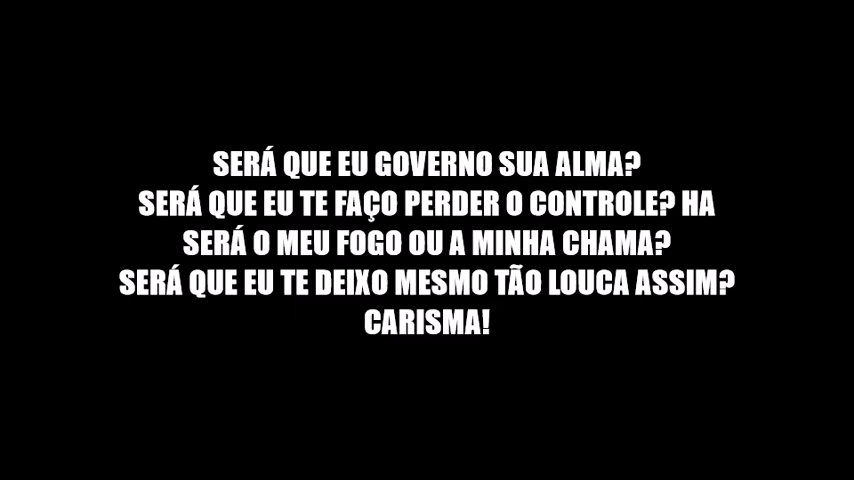 SERÁ QUE EU GOVERNO SUA ALMA?
SERÁ QUE EU TE FAÇO PERDER O CONTROLE? HA
SERÁ O MEU FOGO OU A MINHA CHAMA?
SERÁ QUE EU TE DEIXO MESMO TÃO LOUCA ASSIM?
CARISMA!